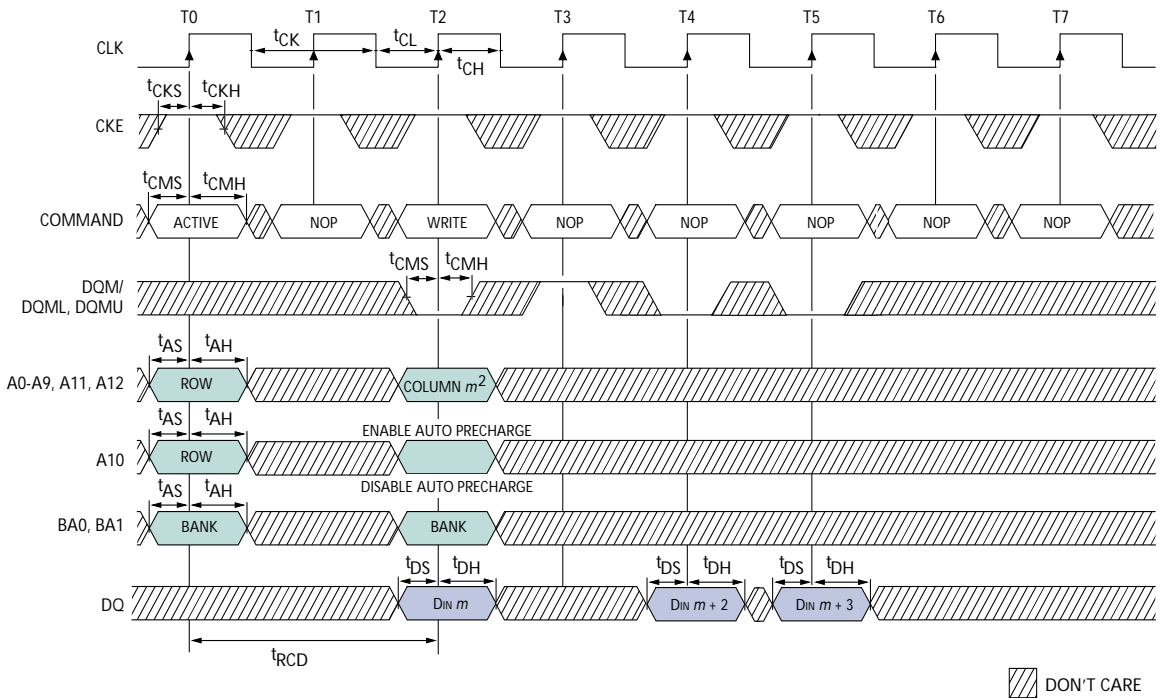 T0 T1 T2 T3 T4 T5 T6 T7
CLK tCK tCL
tCH
tCKS tCKH
CKE
tCMS tCMH
COMMAND ACTIVE NOP WRITE NOP NOP NOP NOP NOP
tCMS tCMH
DQM/
DQML, DQMU
tAS tAH
A0-A9, A11, A12 ROW COLUMN m2
tAS tAH ENABLE AUTO PRECHARGE
A10 ROW
DISABLE AUTO PRECHARGE
tAS tAH
BA0, BA1 BANK BANK
tDS tDH tDS tDH tDS tDH
DQ DIN m DIN m + 2 DIN m + 3
tRCD
DON'T CARE